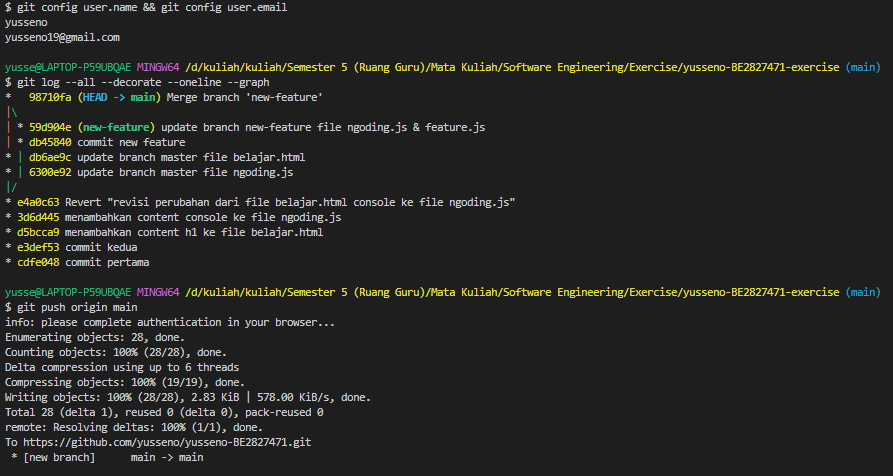 $ git config user.name && git config user.email
yusseno
yusseno19@gmail.com
yusse@LAPTOP-P59UBQAE MINGW64 /d/kuliah/kuliah/Semester 5 (Ruang Guru)/Mata Kuliah/Software Engineering/Exercise/yusseno-BE2827471-exercise (main)
$ git log --all --decorate --oneline --graph
*   98710fa (HEAD -> main) Merge branch 'new-feature'
|\
| * 59d904e (new-feature) update branch new-feature file ngoding.js & feature.js
| * db45840 commit new feature
* | db6ae9c update branch master file belajar.html
* | 6300e92 update branch master file ngoding.js
|/
* e4a0c63 Revert "revisi perubahan dari file belajar.html console ke file ngoding.js"
* 3d6d445 menambahkan content console ke file ngoding.js
* d5bcca9 menambahkan content h1 ke file belajar.html
* e3def53 commit kedua
* cdfe048 commit pertama
yusse@LAPTOP-P59UBQAE MINGW64 /d/kuliah/kuliah/Semester 5 (Ruang Guru)/Mata Kuliah/Software Engineering/Exercise/yusseno-BE2827471-exercise (main)
$ git push origin main
info: please complete authentication in your browser...
Enumerating objects: 28, done.
Counting objects: 100% (28/28), done.
Delta compression using up to 6 threads
Compressing objects: 100% (19/19), done.
Writing objects: 100% (28/28), 2.83 KiB | 578.00 KiB/s, done.
Total 28 (delta 1), reused 0 (delta 0), pack-reused 0
remote: Resolving deltas: 100% (1/1), done.
To https://github.com/yusseno/yusseno-BE2827471.git
 * [new branch]      main -> main